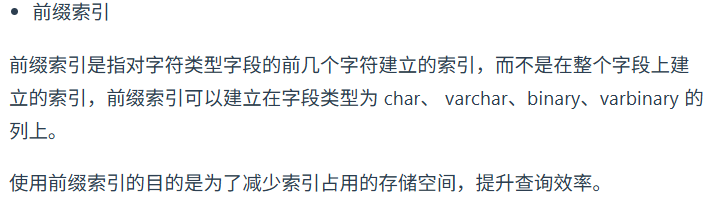 • 前缀索引
前缀索引是指对字符类型字段的前几个字符建立的索引，而不是在整个字段上建
立的索引，前缀索引可以建立在字段类型为 char、 varchar、binary、varbinary 的
列上。
使用前缀索引的目的是为了减少索引占用的存储空间，提升查询效率。